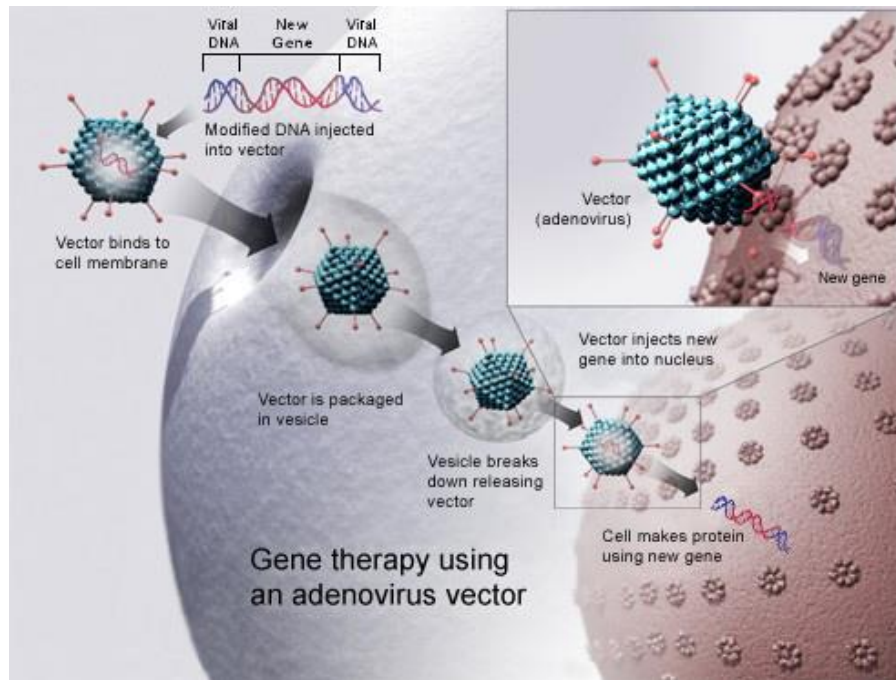 Viral New Viral
DNA Gene DNA
Modified DNA injected
into vector
Vector binds to
cell membrane
Vector is packaged
in vesicle
Vesicle breaks
down releasing
vector
Vector injects new
gene into nucleus
Cell makes protein
using new gene
Vector
(adenovirus)
New gene
Gene therapy using
an adenovirus vector